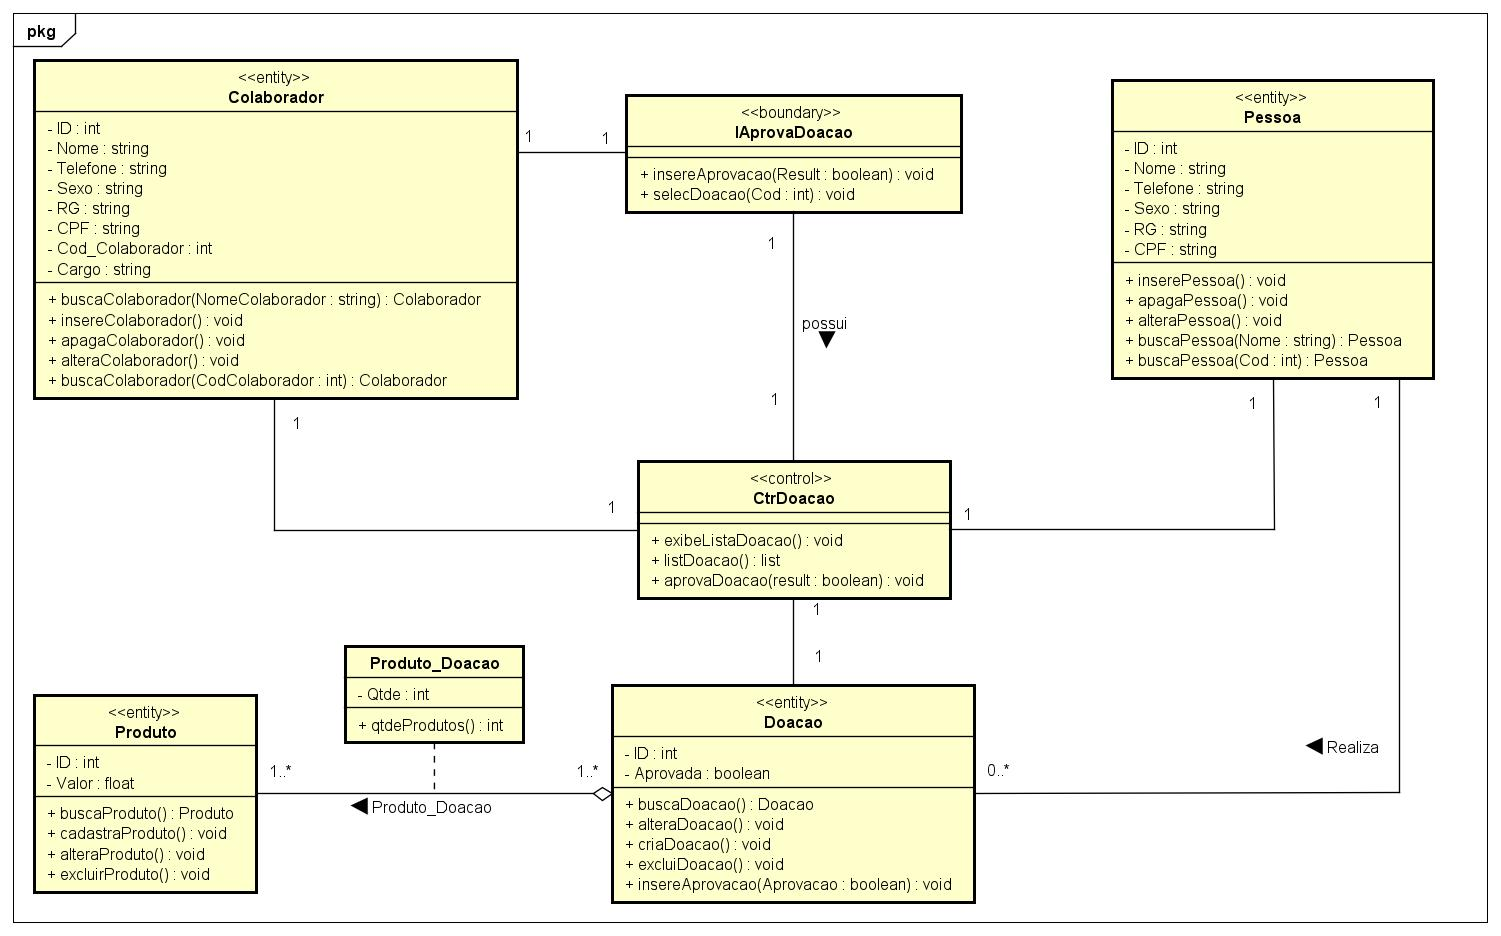 pkg
<<entity>>
Colaborador
- ID : int
- Nome : string
- Telefone : string
- Sexo : string
- RG : string
- CPF : string
- Cod_Colaborador : int
- Cargo : string
+ buscaColaborador(NomeColaborador : string) : Colaborador
+ insereColaborador() : void
+ apagaColaborador() : void
+ alteraColaborador() : void
+ buscaColaborador(CodColaborador : int) : Colaborador
1
1
<<boundary>>
IAprovaDoacao
+ insereAprovacao(Result : boolean) : void
+ selecDoacao(Cod : int) : void
<<entity>>
Pessoa
- ID : int
- Nome : string
- Telefone : string
- Sexo : string
- RG : string
- CPF : string
+ inserePessoa() : void
+ apagaPessoa() : void
+ alteraPessoa() : void
+ buscaPessoa(Nome : string) : Pessoa
+ buscaPessoa(Cod : int) : Pessoa
1
possui
1
1
1
1
1
1
<<control>>
CtrDoacao
+ exibeListaDoacao() : void
+ listDoacao() : list
+ aprovaDoacao(result : boolean) : void
1
1
Produto_Doacao
- Qtde : int
+ qtdeProdutos() : int
<<entity>>
Produto
- ID : int
- Valor : float
+ buscaProduto() : Produto
+ cadastraProduto() : void
+ alteraProduto() : void
+ excluirProduto() : void
1..*
1..*
Produto_Doacao
<<entity>>
Doacao
- ID : int
- Aprovada : boolean
+ buscaDoacao() : Doacao
+ alteraDoacao() : void
+ criaDoacao() : void
+ excluiDoacao() : void
+ insereAprovacao(Aprovacao : boolean) : void
0..*
Realiza